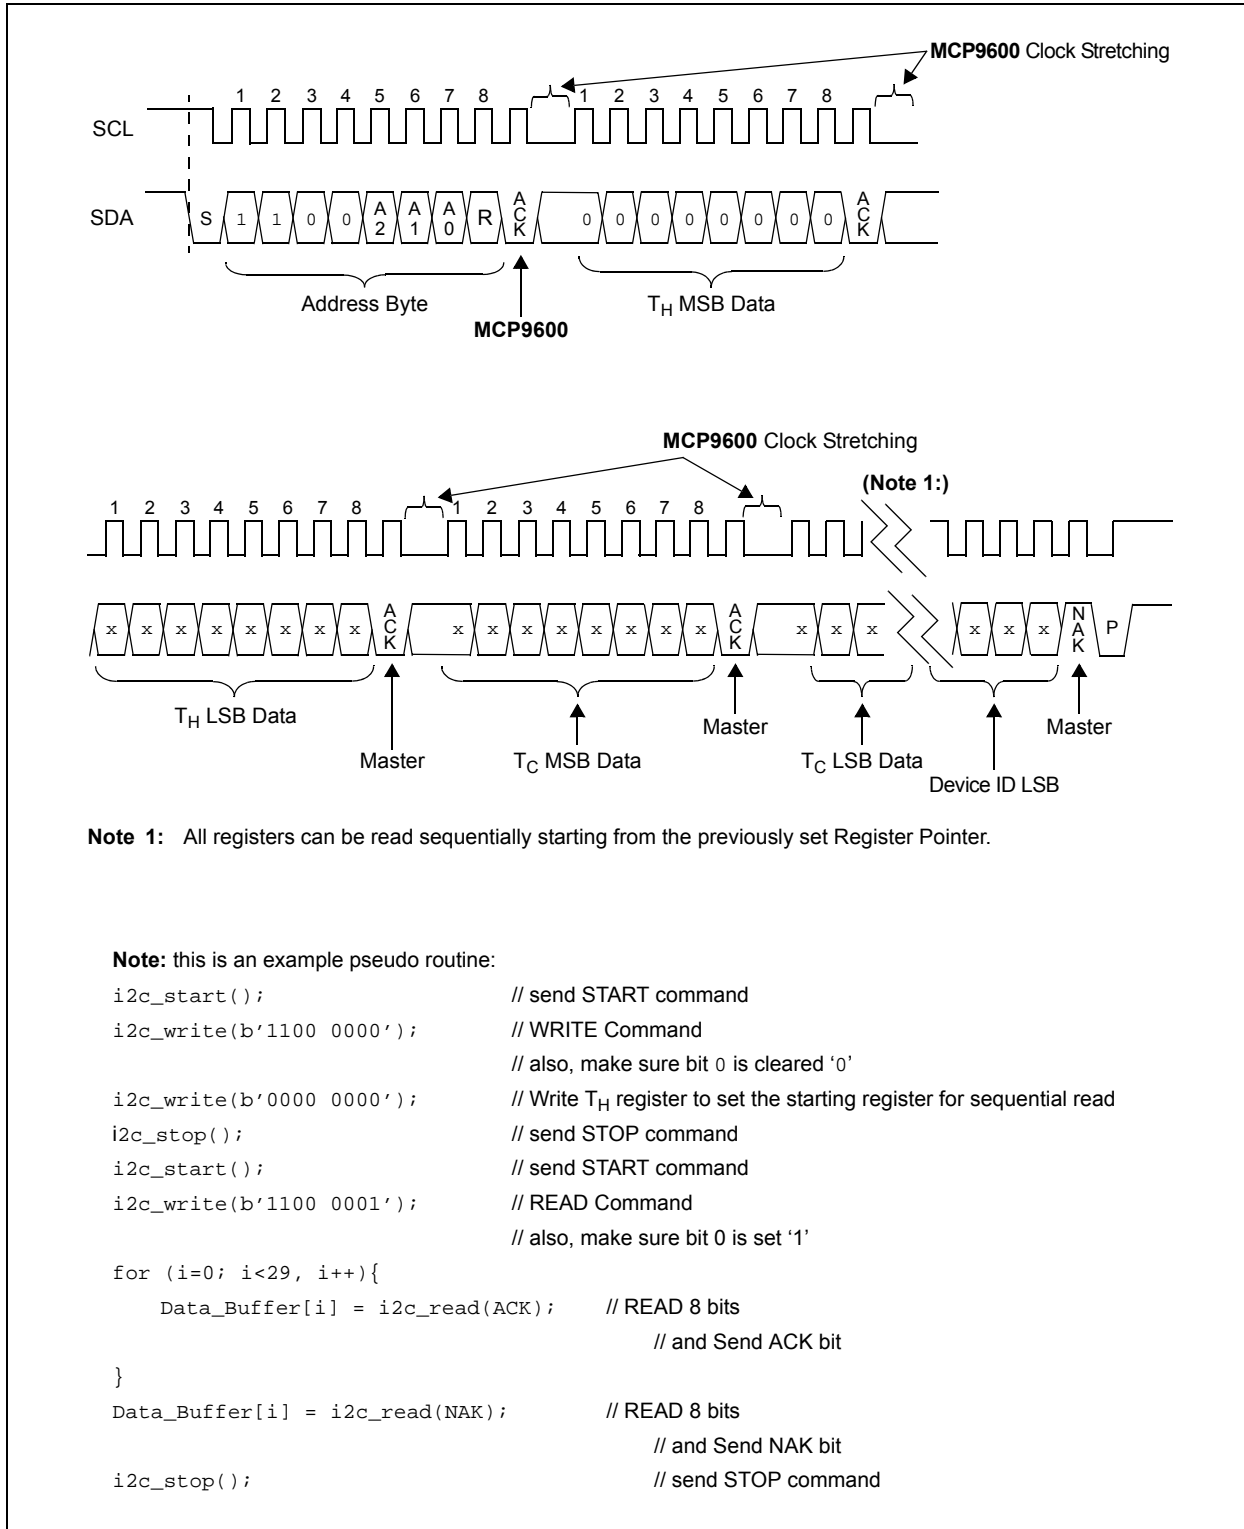 MCP9600 Clock Stretching
1 2 3 4 5 6 7 8 1 2 3 4 5 6 7 8
SCL
SDA S 1 1 0 0 A2 A1 A0 R ACK 0 0 0 0 0 0 0 0 ACK
Address Byte TH MSB Data
MCP9600
MCP9600 Clock Stretching
(Note 1:)
1 2 3 4 5 6 7 8 1 2 3 4 5 6 7 8
x x x x x x x x ACK x x x x x x x x ACK x x x x x x NAK P
TH LSB Data Master TC MSB Data Master TC LSB Data Master
Device ID LSB
Note 1: All registers can be read sequentially starting from the previously set Register Pointer.
Note: this is an example pseudo routine:
i2c_start(); // send START command
i2c_write(b'1100 0000'); // WRITE Command
// also, make sure bit 0 is cleared ‘0’
i2c_write(b'0000 0000'); // Write TH register to set the starting register for sequential read
i2c_stop(); // send STOP command
i2c_start(); // send START command
i2c_write(b'1100 0001'); // READ Command
// also, make sure bit 0 is set ‘1’
for (i=0; i<29, i++){
Data_Buffer[i] = i2c_read(ACK); // READ 8 bits
// and Send ACK bit
}
Data_Buffer[i] = i2c_read(NAK); // READ 8 bits
// and Send NAK bit
i2c_stop(); // send STOP command